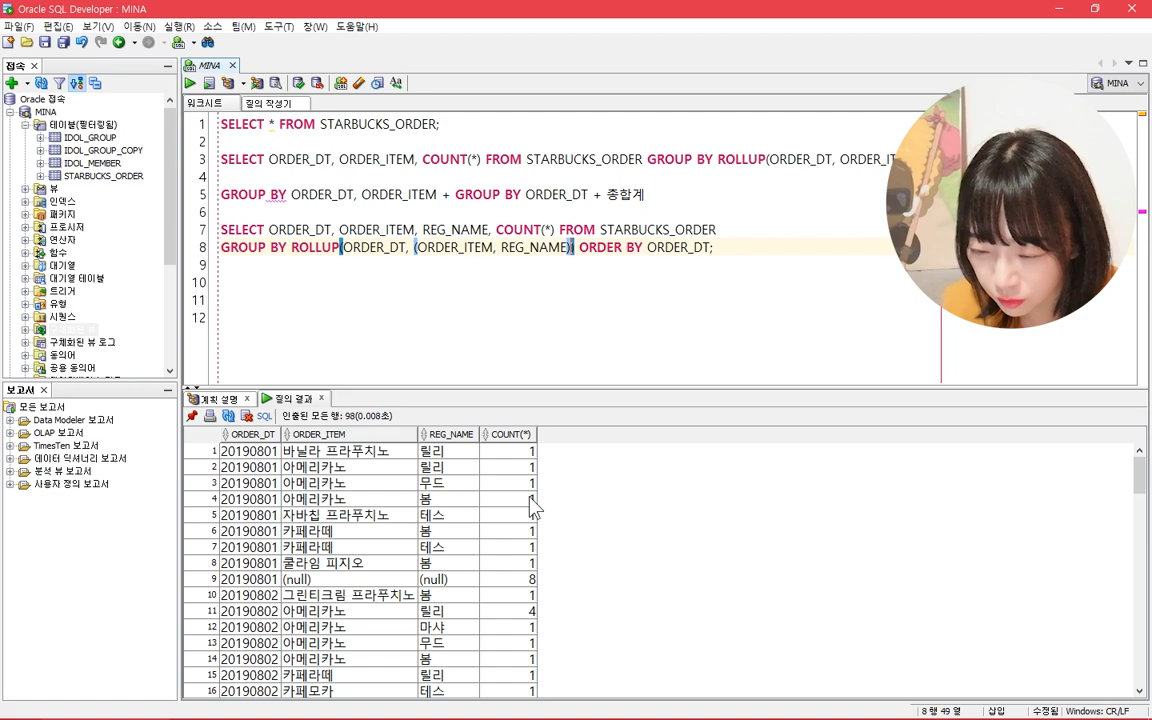 Oracle SQL Developer : MINA
파일(F) 편집(E) 보기(V) 이동(N) 실행(R) 소스 팀(M) 도구(T) 창(W) 도움말(H)
접속
MINA
MINA
워크시트 질의 작성기
Oracle 접속
MINA
테이블(필터링됨)
IDOL_GROUP
IDOL_GROUP_COPY
IDOL_MEMBER
STARBUCKS_ORDER
뷰
인덱스
패키지
프로시저
연산자
함수
대기열
대기열 테이블
트리거
유형
시퀀스
구체화된 뷰
구체화된 뷰 로그
동의어
공용 동의어
1 SELECT * FROM STARBUCKS_ORDER;
2
3 SELECT ORDER_DT, ORDER_ITEM, COUNT(*) FROM STARBUCKS_ORDER GROUP BY ROLLUP(ORDER_DT, ORDER_IT
4
5 GROUP BY ORDER_DT, ORDER_ITEM + GROUP BY ORDER_DT + 종합계
6
7 SELECT ORDER_DT, ORDER_ITEM, REG_NAME, COUNT(*) FROM STARBUCKS_ORDER
8 GROUP BY ROLLUP(ORDER_DT, (ORDER_ITEM, REG_NAME)) ORDER BY ORDER_DT;
9
10
11
12
보고서
모든 보고서
Data Modeler 보고서
OLAP 보고서
TimesTen 보고서
데이터 딕셔너리 보고서
분석 뷰 보고서
사용자 정의 보고서
계획 설명 질의 결과
SQL 인출된 모든 행: 98(0.008초)
ORDER_DT ORDER_ITEM REG_NAME COUNT(*)
1 20190801 바닐라 프라푸치노 릴리 1
2 20190801 아메리카노 릴리 1
3 20190801 아메리카노 무드 1
4 20190801 아메리카노 봄
5 20190801 자바칩 프라푸치노 테스
6 20190801 카페라떼 봄 1
7 20190801 카페라떼 테스 1
8 20190801 쿨라임 피지오 봄 1
9 20190801 (null) (null) 8
10 20190802 그린티크림 프라푸치노 봄 1
11 20190802 아메리카노 릴리 4
12 20190802 아메리카노 마샤 1
13 20190802 아메리카노 무드 1
14 20190802 아메리카노 봄 1
15 20190802 카페라떼 릴리 1
16 20190802 카페모카 테스 1
8 행 49 열 삽입 수정됨 Windows: CR/LF